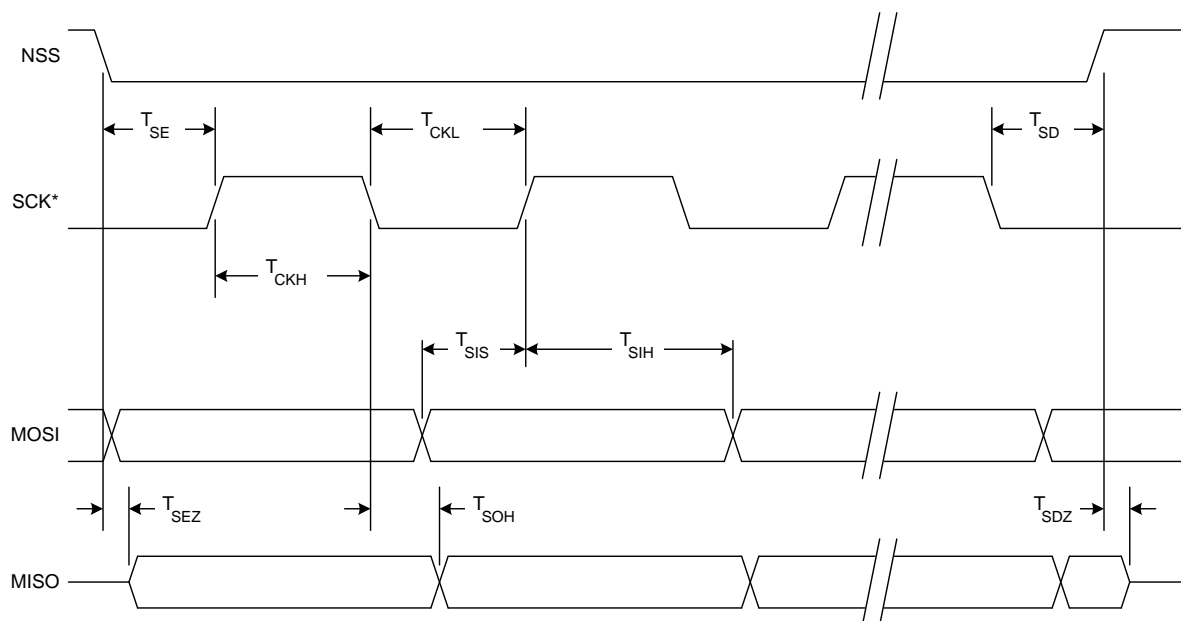 NSS
T_SE
T_CKL
T_SD
SCK*
T_CKH
T_SIS
T_SIH
MOSI
T_SEZ
T_SOH
T_SDZ
MISO